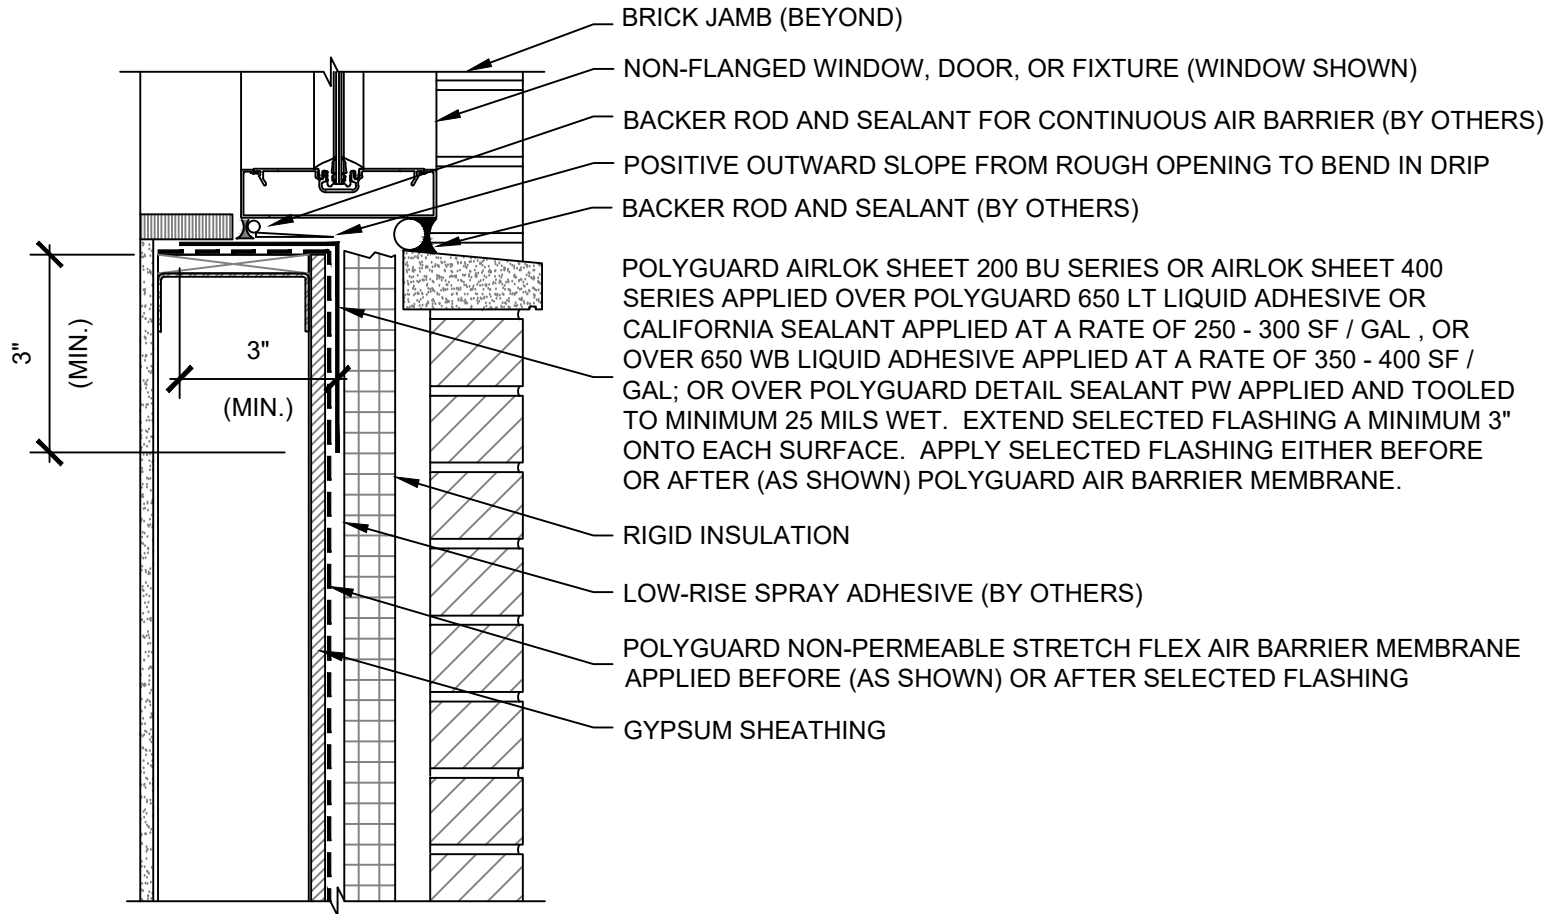 BRICK JAMB (BEYOND)
NON-FLANGED WINDOW, DOOR, OR FIXTURE (WINDOW SHOWN)
BACKER ROD AND SEALANT FOR CONTINUOUS AIR BARRIER (BY OTHERS)
POSITIVE OUTWARD SLOPE FROM ROUGH OPENING TO BEND IN DRIP
BACKER ROD AND SEALANT (BY OTHERS)
POLYGUARD AIRLOK SHEET 200 BU SERIES OR AIRLOK SHEET 400
SERIES APPLIED OVER POLYGUARD 650 LT LIQUID ADHESIVE OR
CALIFORNIA SEALANT APPLIED AT A RATE OF 250 - 300 SF / GAL , OR
OVER 650 WB LIQUID ADHESIVE APPLIED AT A RATE OF 350 - 400 SF /
GAL; OR OVER POLYGUARD DETAIL SEALANT PW APPLIED AND TOOLED
TO MINIMUM 25 MILS WET.  EXTEND SELECTED FLASHING A MINIMUM 3"
ONTO EACH SURFACE.  APPLY SELECTED FLASHING EITHER BEFORE
OR AFTER (AS SHOWN) POLYGUARD AIR BARRIER MEMBRANE.
3"
(MIN.)
3"
(MIN.)
RIGID INSULATION
LOW-RISE SPRAY ADHESIVE (BY OTHERS)
POLYGUARD NON-PERMEABLE STRETCH FLEX AIR BARRIER MEMBRANE
APPLIED BEFORE (AS SHOWN) OR AFTER SELECTED FLASHING
GYPSUM SHEATHING